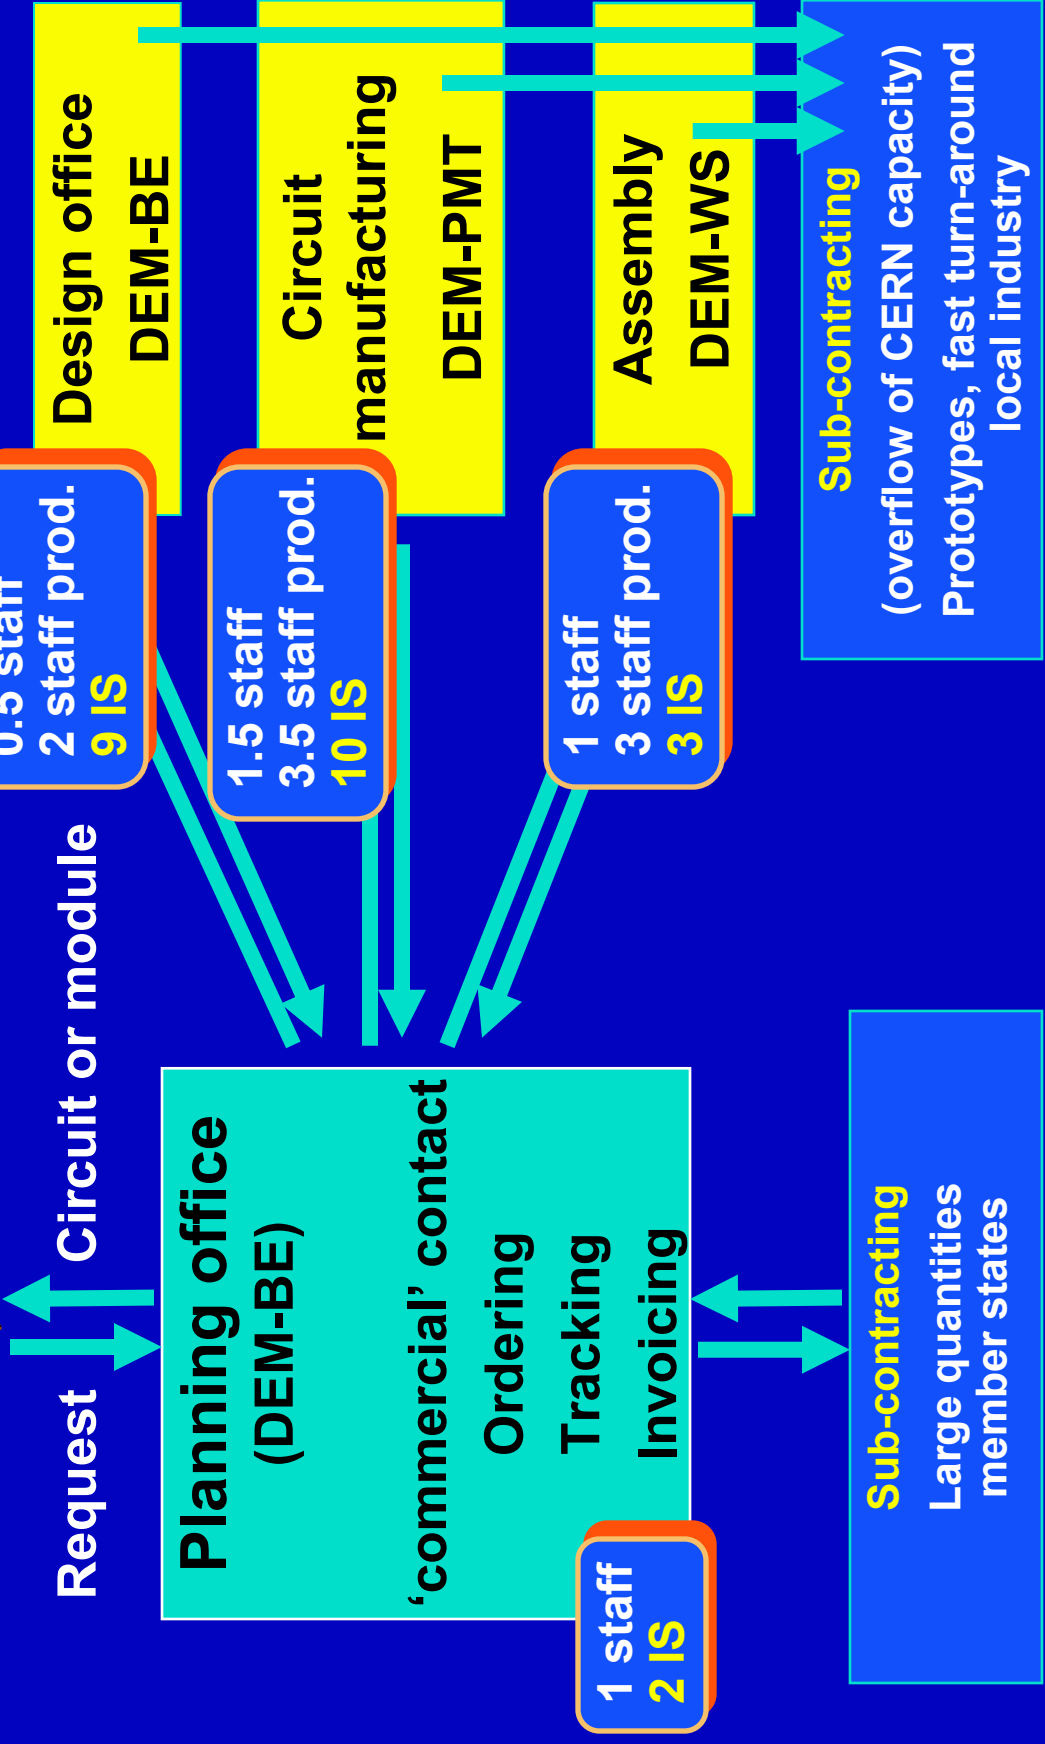 Request
Circuit or module
Planning office
(DEM-BE)
‘commercial’ contact
Ordering
Tracking
Invoicing
1 staff
2 IS
Sub-contracting
Large quantities
member states
Design office
DEM-BE
0.5 staff
2 staff prod.
9 IS
Circuit
manufacturing
DEM-PMT
1.5 staff
3.5 staff prod.
10 IS
Assembly
DEM-WS
1 staff
3 staff prod.
3 IS
Sub-contracting
(overflow of CERN capacity)
Prototypes, fast turn-around
local industry